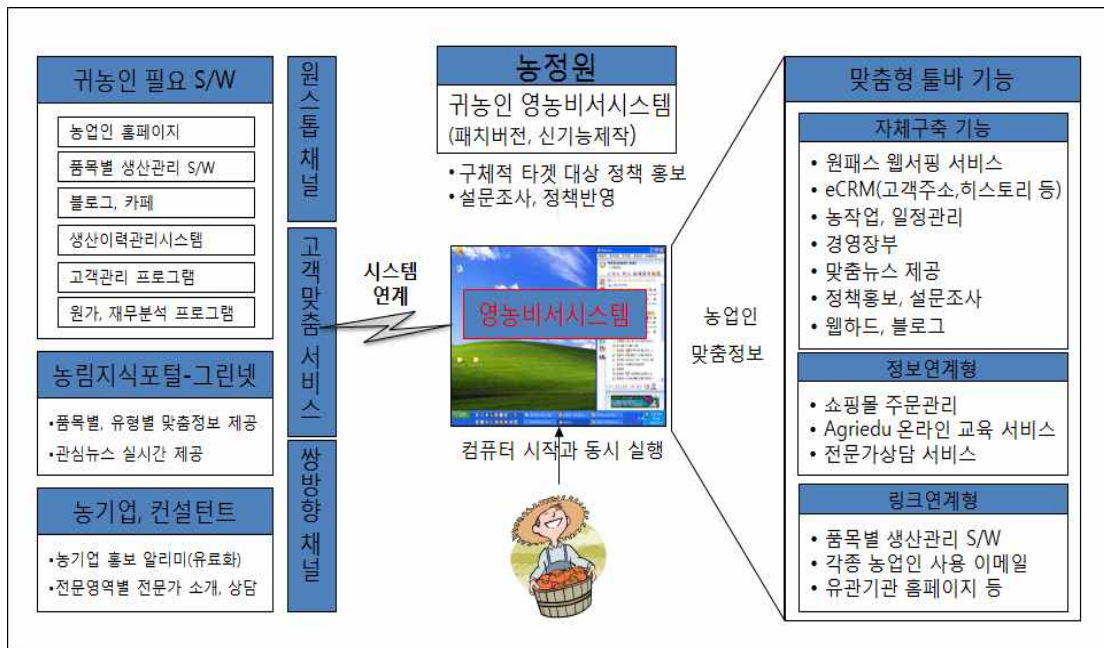 귀농인 필요 S/W
농업인 홈페이지
품목별 생산관리 S/W
블로그, 카페
생산이력관리시스템
고객관리 프로그램
원가, 재무분석 프로그램
농림지식포털-그린넷
•품목별, 유형별 맞춤정보 제공
•관심뉴스 실시간 제공
농기업, 컨설턴트
•농기업 홍보 알리미(유료화)
•전문영역별 전문가 소개, 상담
원스톱 채널
고객맞춤 서비스
쌍방향 채널
시스템
연계
농정원
귀농인 영농비서시스템
(패치버전, 신기능제작)
•구체적 타겟 대상 정책 홍보
•설문조사, 정책반영
영농비서시스템
컴퓨터 시작과 동시 실행
농업인
맞춤정보
맞춤형 툴바 기능
자체구축 기능
• 원패스 웹서핑 서비스
• eCRM(고객주소,히스토리 등)
• 농작업, 일정관리
• 경영장부
• 맞춤뉴스 제공
• 정책홍보, 설문조사
• 웹하드, 블로그
정보연계형
• 쇼핑몰 주문관리
• Agriedu 온라인 교육 서비스
• 전문가상담 서비스
링크연계형
• 품목별 생산관리 S/W
• 각종 농업인 사용 이메일
• 유관기관 홈페이지 등